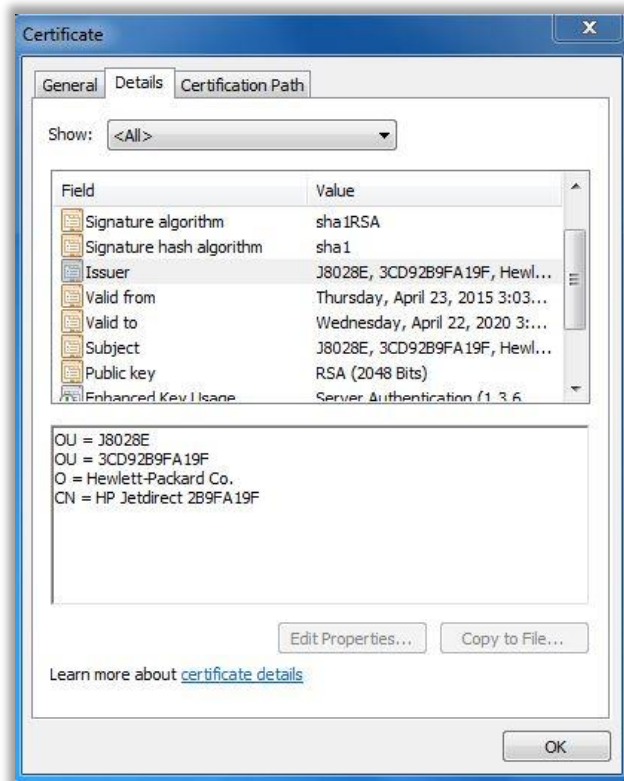 Certificate
X
General Details Certification Path
Show: <All>
Field Value
Signature algorithm sha1RSA
Signature hash algorithm sha1
Issuer J8028E, 3CD92B9FA19F, Hewl...
Valid from Thursday, April 23, 2015 3:03...
Valid to Wednesday, April 22, 2020 3:...
Subject J8028E, 3CD92B9FA19F, Hewl...
Public key RSA (2048 Bits)
Enhanced Key Usage Server Authentication (1.3.6
OU = J8028E
OU = 3CD92B9FA19F
O = Hewlett-Packard Co.
CN = HP Jetdirect 2B9FA19F
Edit Properties... Copy to File...
Learn more about certificate details
OK